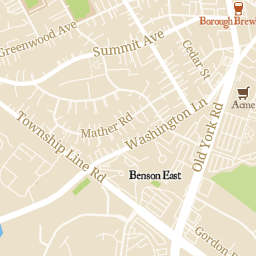 Borough Brew
Greenwood Ave
Summit Ave
Cedar St
Acme
Washington Ln
Mather Rd
Township Line Rd
Old York Rd
Benson East
Gordon